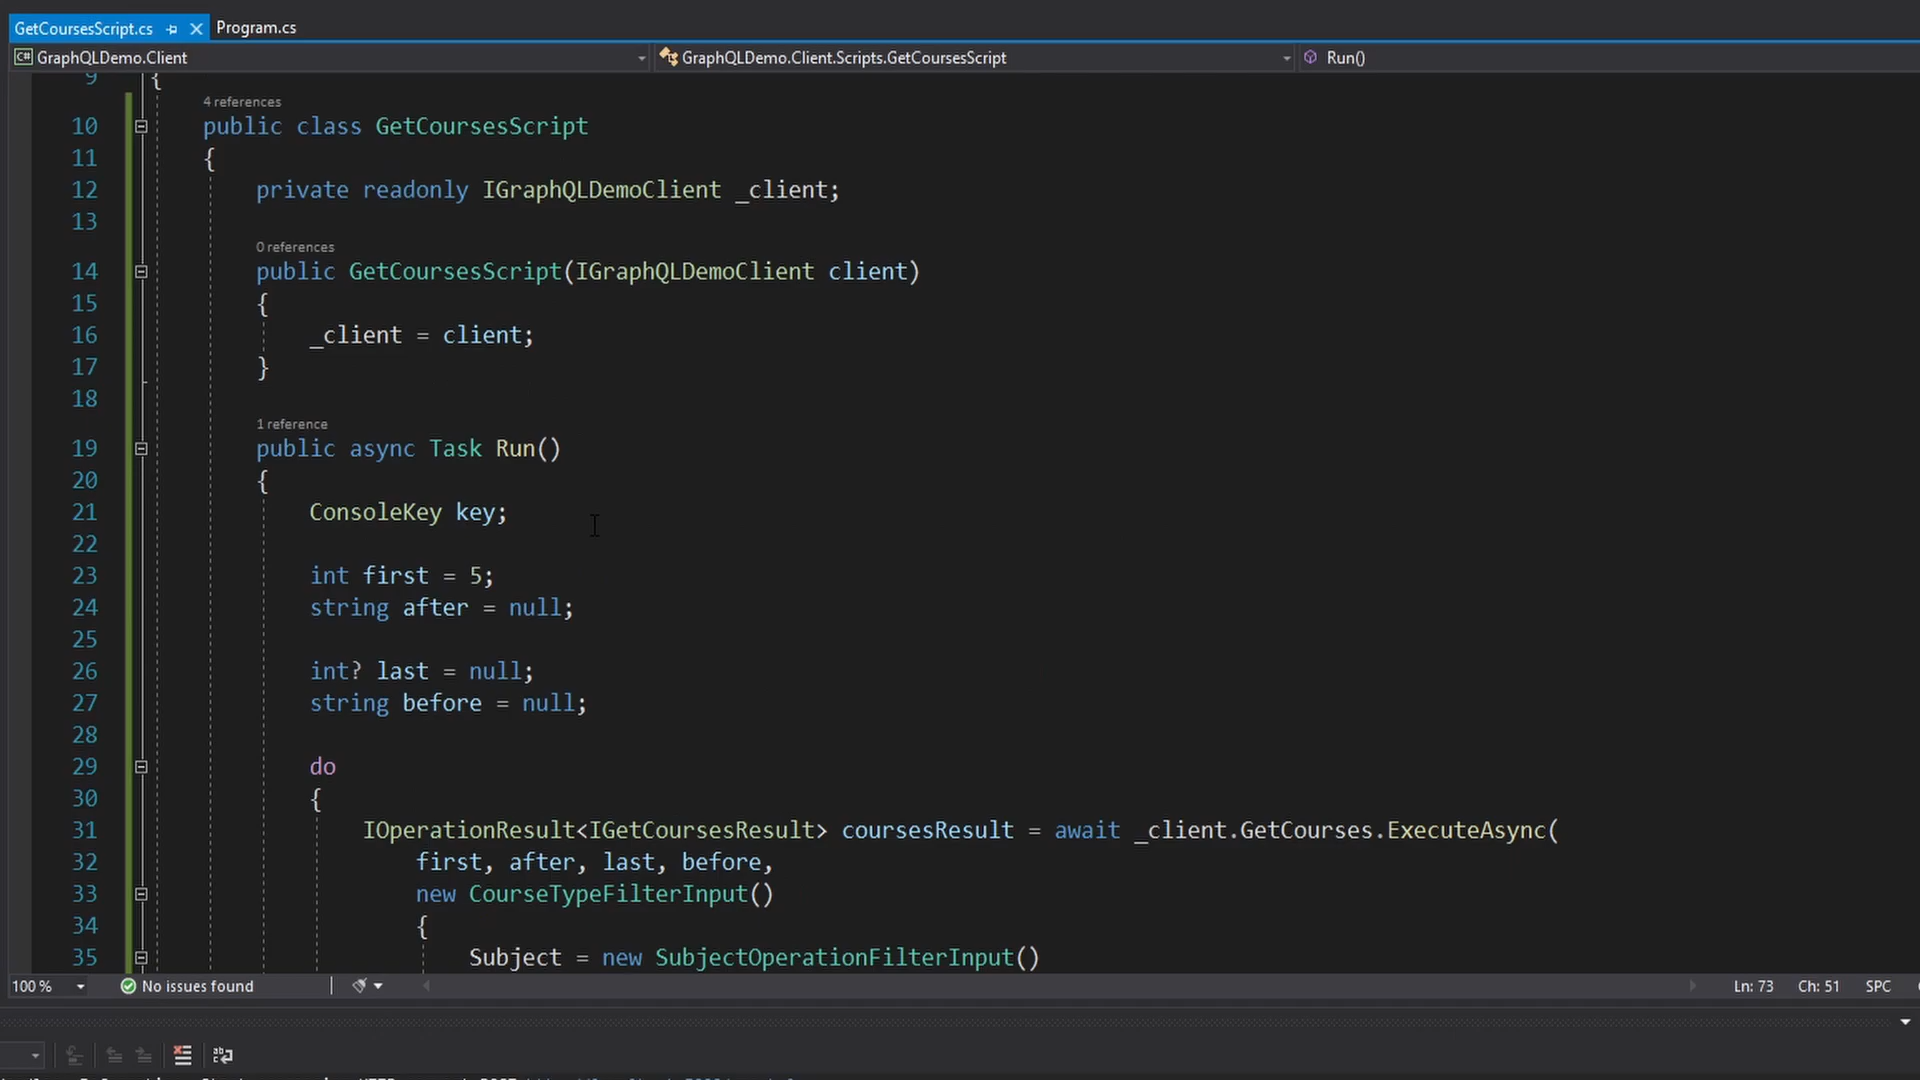 GetCoursesScript.cs
Program.cs
C# GraphQLDemo.Client
GraphQLDemo.Client.Scripts.GetCoursesScript
Run()
9 {
4 references
10 public class GetCoursesScript
11 {
12 private readonly IGraphQLDemoClient _client;
13
0 references
14 public GetCoursesScript(IGraphQLDemoClient client)
15 {
16 _client = client;
17 }
18
1 reference
19 public async Task Run()
20 {
21 ConsoleKey key;
22
23 int first = 5;
24 string after = null;
25
26 int? last = null;
27 string before = null;
28
29 do
30 {
31 IOperationResult<IGetCoursesResult> coursesResult = await _client.GetCourses.ExecuteAsync(
32 first, after, last, before,
33 new CourseTypeFilterInput()
34 {
35 Subject = new SubjectOperationFilterInput()
100 %
No issues found
Ln: 73
Ch: 51
SPC